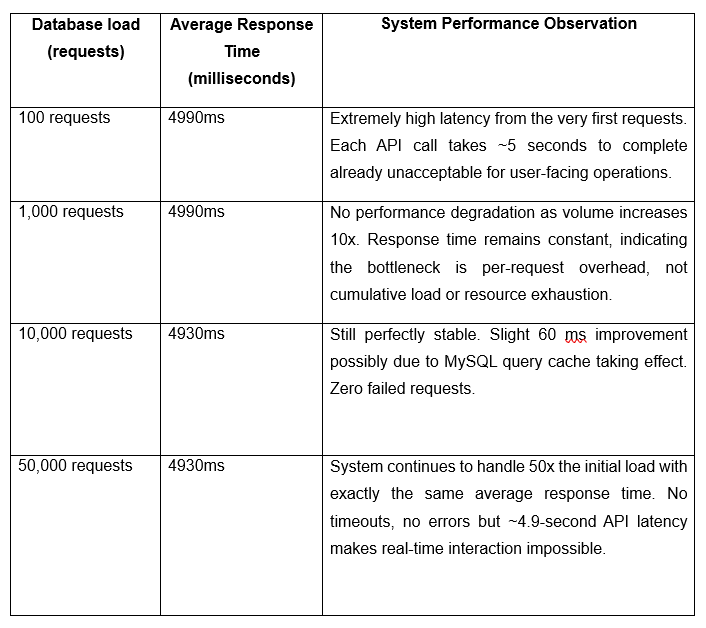 Database load Average Response System Performance Observation
(requests) Time
(milliseconds)
100 requests 4990ms Extremely high latency from the very first requests.
Each API call takes ~5 seconds to complete
already unacceptable for user-facing operations.
1,000 requests 4990ms No performance degradation as volume increases
10x. Response time remains constant, indicating
the bottleneck is per-request overhead, not
cumulative load or resource exhaustion.
10,000 requests 4930ms Still perfectly stable. Slight 60 ms improvement
possibly due to MySQL query cache taking effect.
Zero failed requests.
50,000 requests 4930ms System continues to handle 50x the initial load with
exactly the same average response time. No
timeouts, no errors but ~4.9-second API latency
makes real-time interaction impossible.